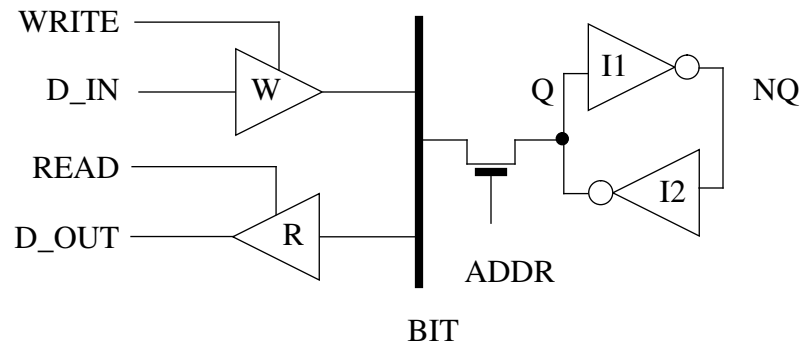 WRITE
D_IN
W
READ
D_OUT
R
BIT
ADDR
Q
I1
NQ
I2